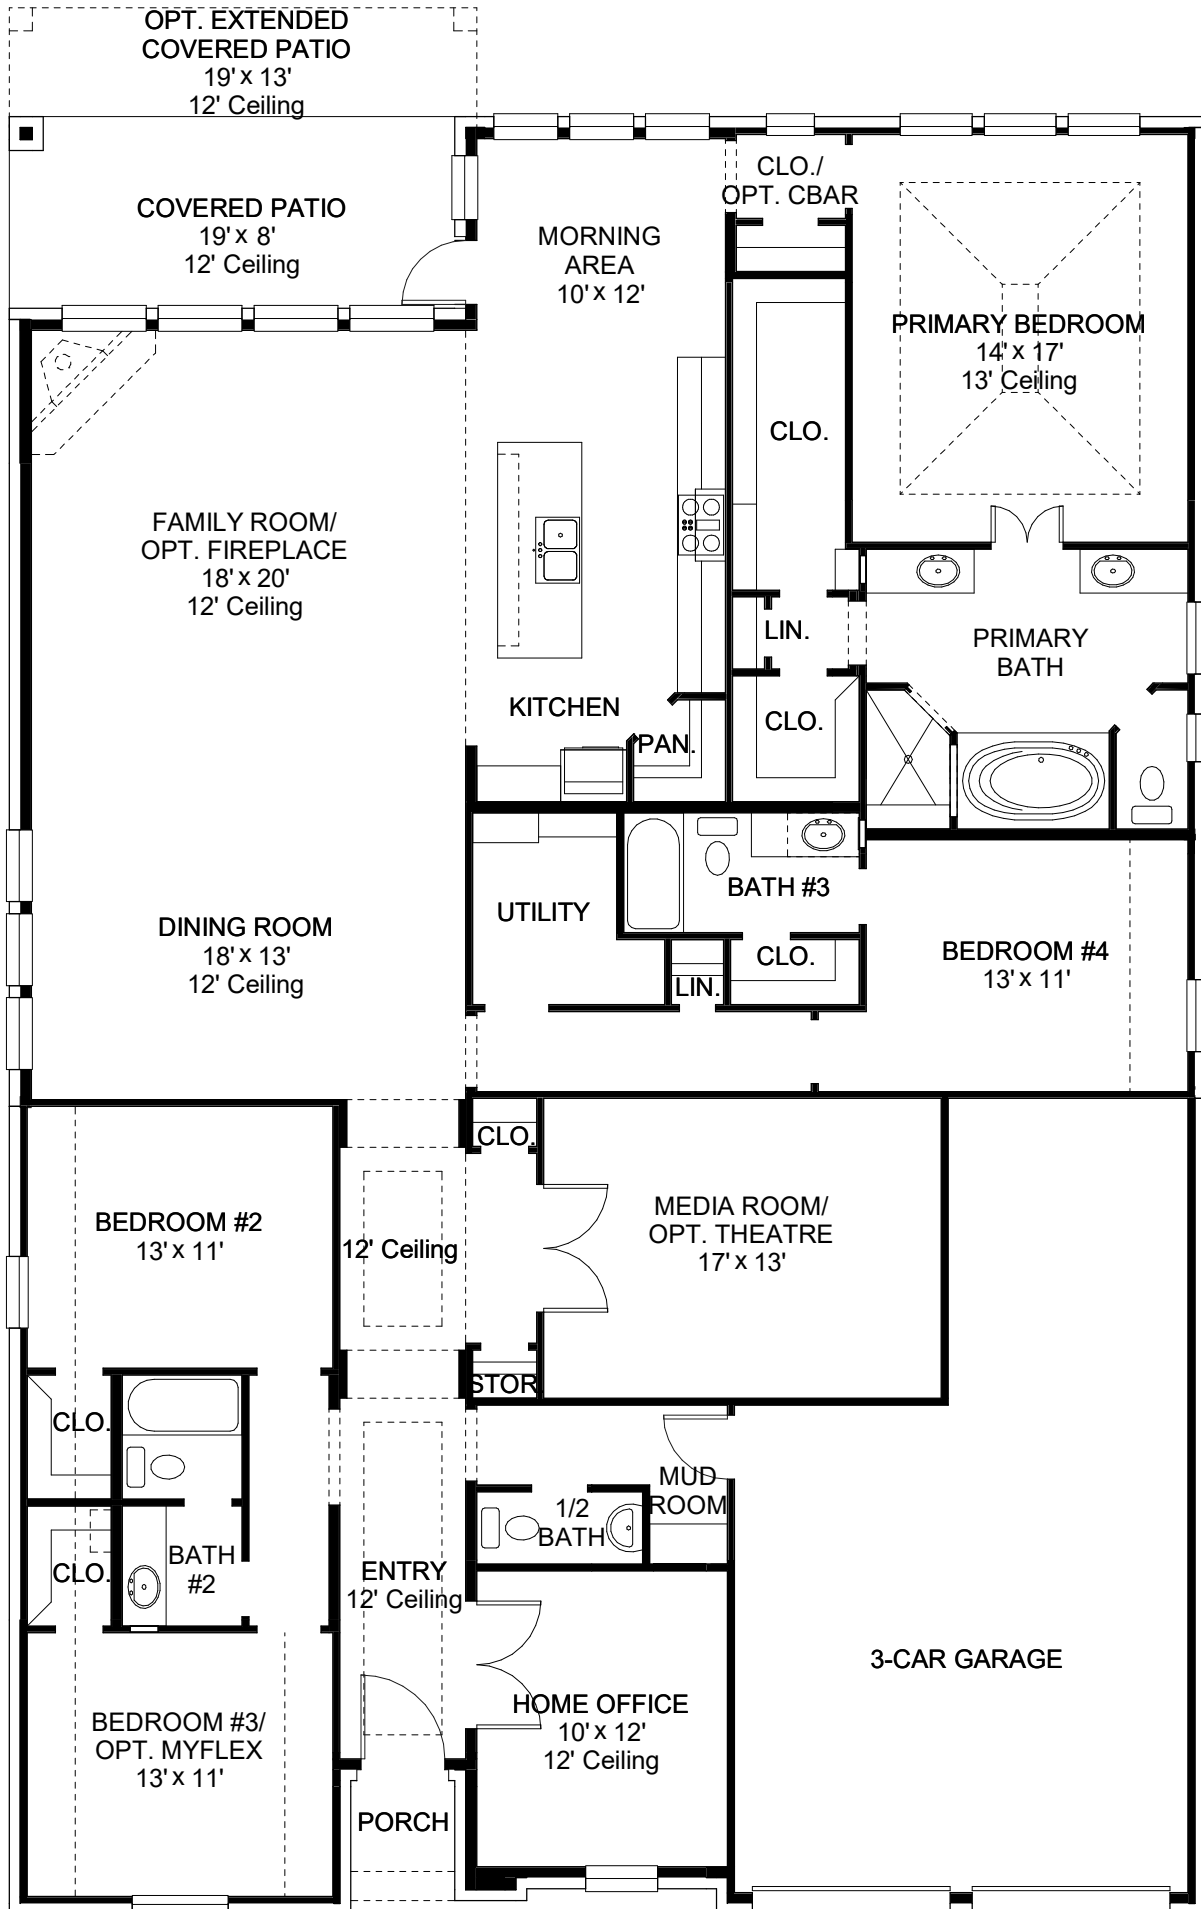 OPT. EXTENDED
COVERED PATIO
19' x 13'
12' Ceiling
COVERED PATIO
19' x 8'
12' Ceiling
MORNING
AREA
10' x 12'
CLO./
OPT. CBAR
PRIMARY BEDROOM
14' x 17'
13' Ceiling
CLO.
FAMILY ROOM/
OPT. FIREPLACE
18' x 20'
12' Ceiling
LIN.
PRIMARY
BATH
KITCHEN
PAN.
CLO.
DINING ROOM
18' x 13'
12' Ceiling
UTILITY
BATH #3
CLO.
LIN.
BEDROOM #4
13' x 11'
CLO.
BEDROOM #2
13' x 11'
12' Ceiling
MEDIA ROOM/
OPT. THEATRE
17' x 13'
STOR
CLO.
MUD
ROOM
1/2
BATH
CLO.
BATH
#2
ENTRY
12' Ceiling
3-CAR GARAGE
HOME OFFICE
10' x 12'
12' Ceiling
BEDROOM #3/
OPT. MYFLEX
13' x 11'
PORCH